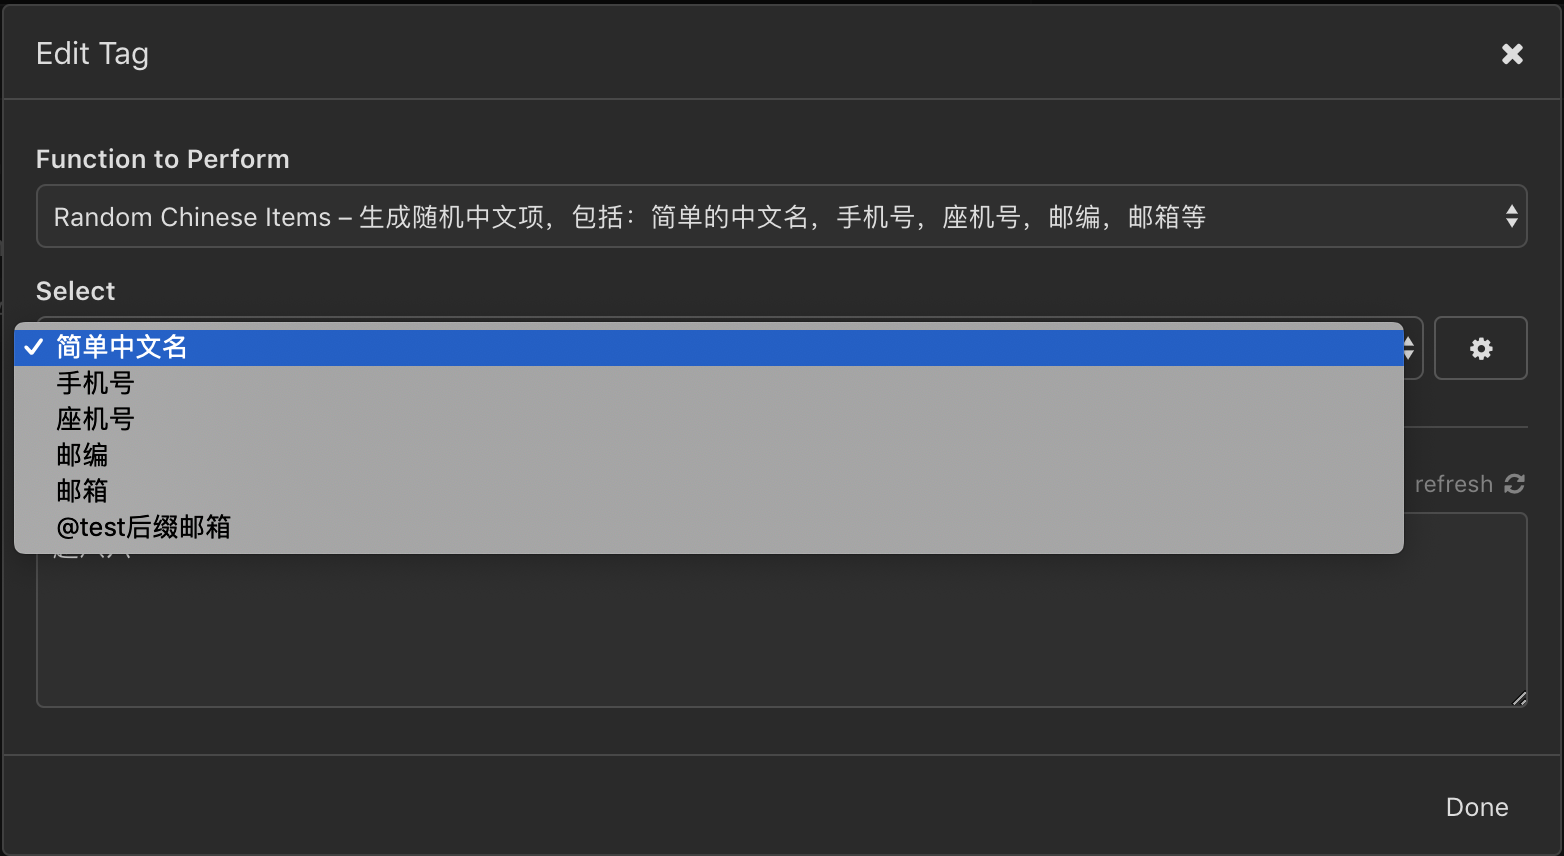 Edit Tag
Function to Perform
Random Chinese Items – 生成随机中文项，包括：简单的中文名，手机号，座机号，邮编，邮箱等
Select
简单中文名
手机号
座机号
邮编
邮箱
@test后缀邮箱
refresh
Done